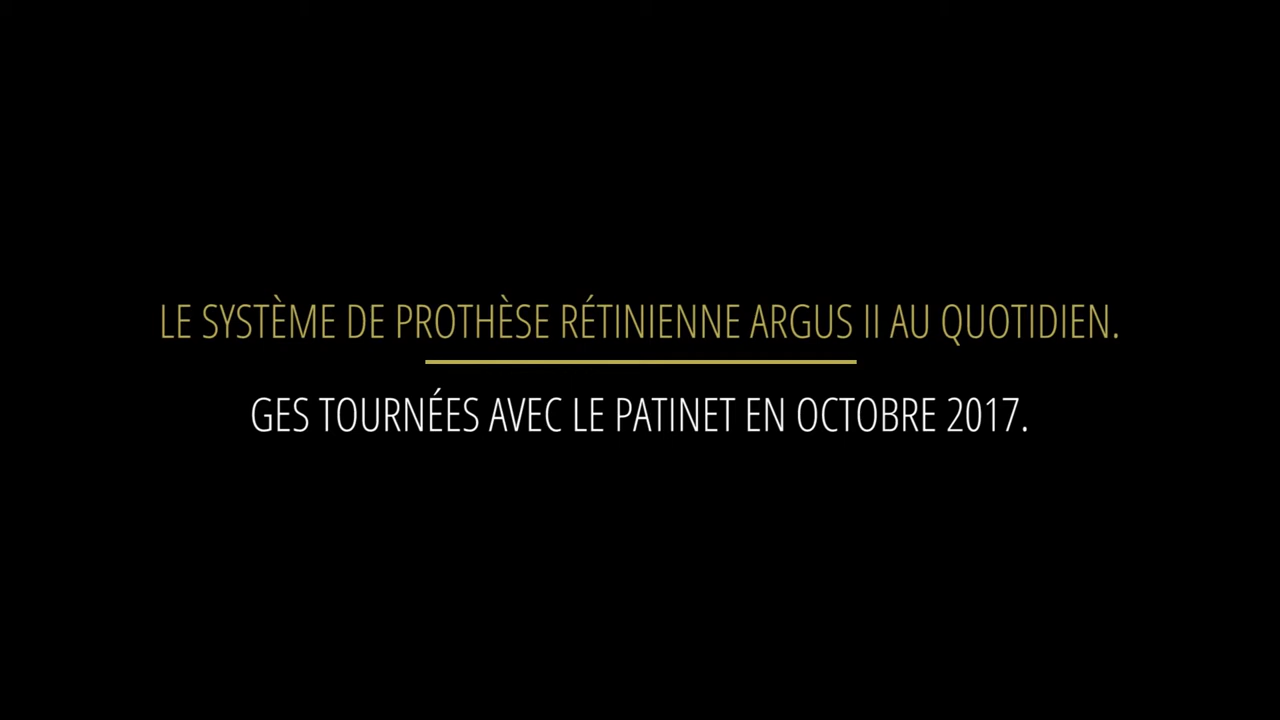 LE SYSTÈME DE PROTHÈSE RÉTINIENNE ARGUS II AU QUOTIDIEN.
GES TOURNÉES AVEC LE PATINET EN OCTOBRE 2017.